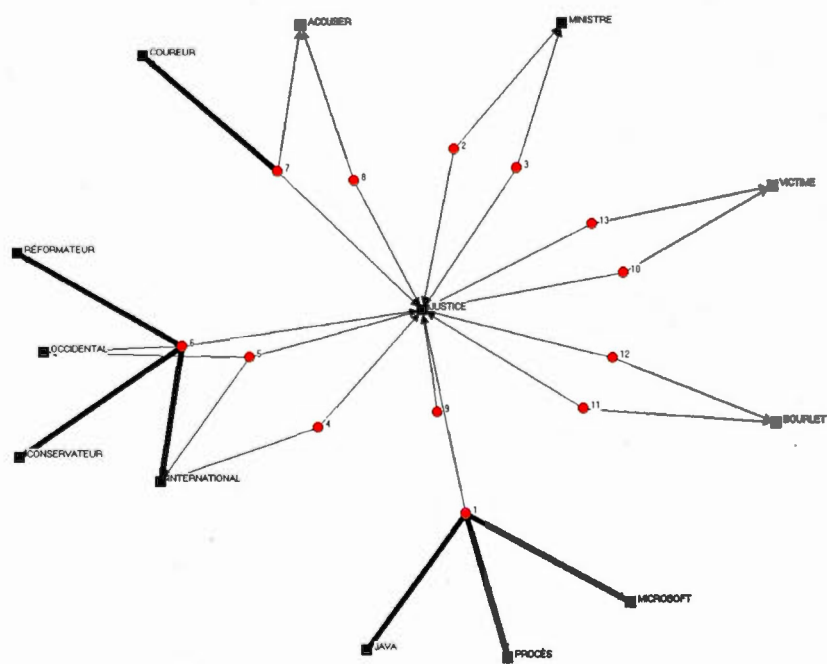 ACCUSER
MINISTRE
COUREUR
2
3
7
8
VICTIME
13
RÉFORMATEUR
10
JUSTICE
6
OCCIDENTAL
5
12
11
9
4
BOURLET
CONSERVATEUR
INTERNATIONAL
1
MICROSOFT
JAVA
PROCÈS